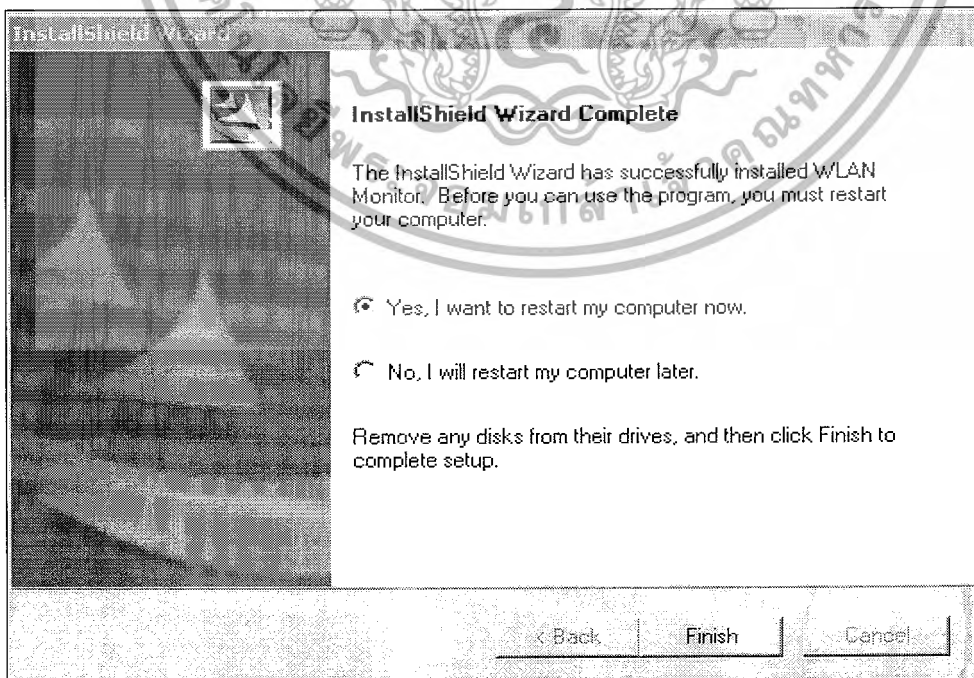 InstallShield Wizard
InstallShield Wizard Complete
The InstallShield Wizard has successfully installed WLAN
Monitor. Before you can use the program, you must restart
your computer.
Yes, I want to restart my computer now.
No, I will restart my computer later.
Remove any disks from their drives, and then click Finish to
complete setup.
< Back
Finish
Cancel